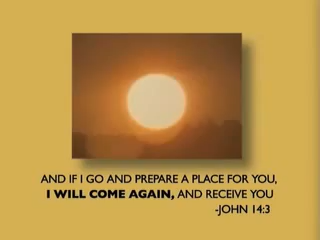 AND IF I GO AND PREPARE A PLACE FOR YOU,
I WILL COME AGAIN, AND RECEIVE YOU
-JOHN 14:3